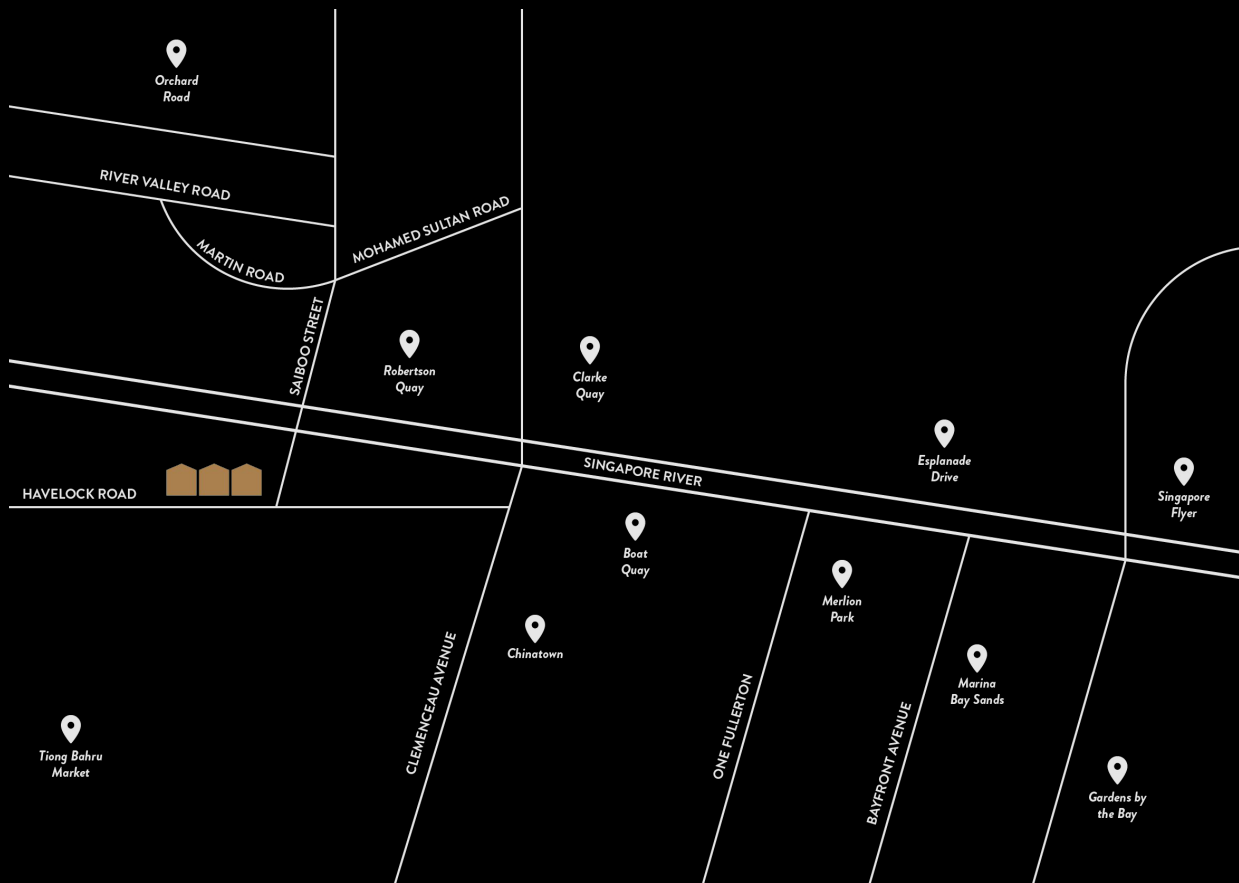 Orchard
Road
RIVER VALLEY ROAD
MARTIN ROAD
MOHAMED SULTAN ROAD
SAIBOO STREET
Robertson
Quay
Clarke
Quay
Esplanade
Drive
SINGAPORE RIVER
Singapore
Flyer
HAVELOCK ROAD
Boat
Quay
Merlion
Park
Chinatown
Marina
Bay Sands
CLEMENCEAU AVENUE
ONE FULLERTON
BAYFRONT AVENUE
Tiong Bahru
Market
Gardens by
the Bay